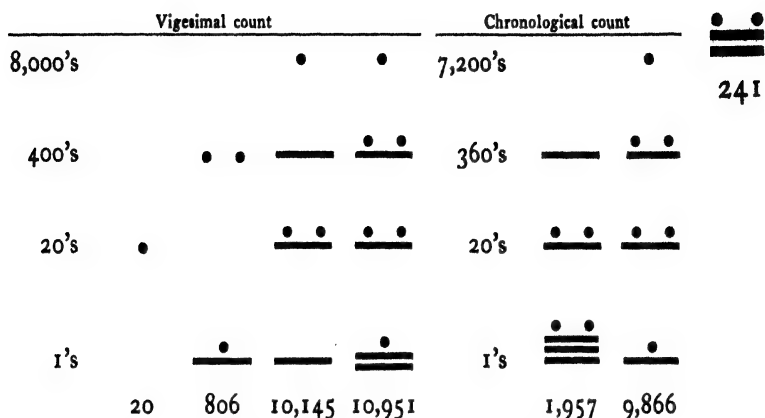 Vigesimal count Chronological count
8,000's 7,200's
241
400's 360's
20's 20's
1's 1's
20 806 10,145 10,951 1,957 9,866